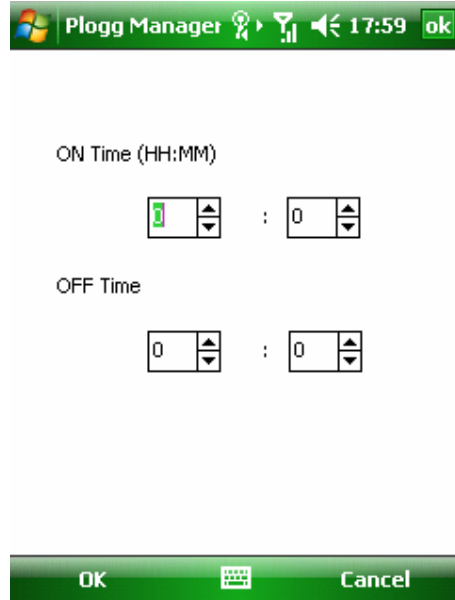 Plogg Manager 17:59 ok
ON Time (HH:MM)
0 : 0
OFF Time
0 : 0
OK Cancel